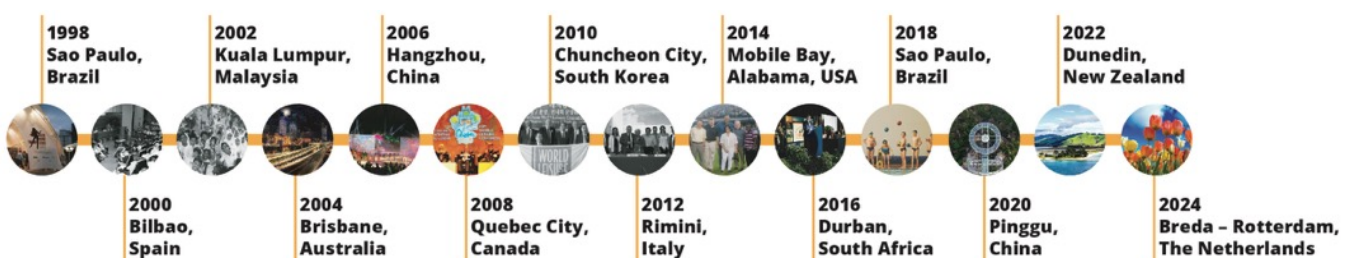 1998
Sao Paulo,
Brazil
2002
Kuala Lumpur,
Malaysia
2006
Hangzhou,
China
2010
Chuncheon City,
South Korea
2014
Mobile Bay,
Alabama, USA
2018
Sao Paulo,
Brazil
2022
Dunedin,
New Zealand
WORLD
2000
Bilbao,
Spain
2004
Brisbane,
Australia
2008
Quebec City,
Canada
2012
Rimini,
Italy
2016
Durban,
South Africa
2020
Pinggu,
China
2024
Breda – Rotterdam,
The Netherlands